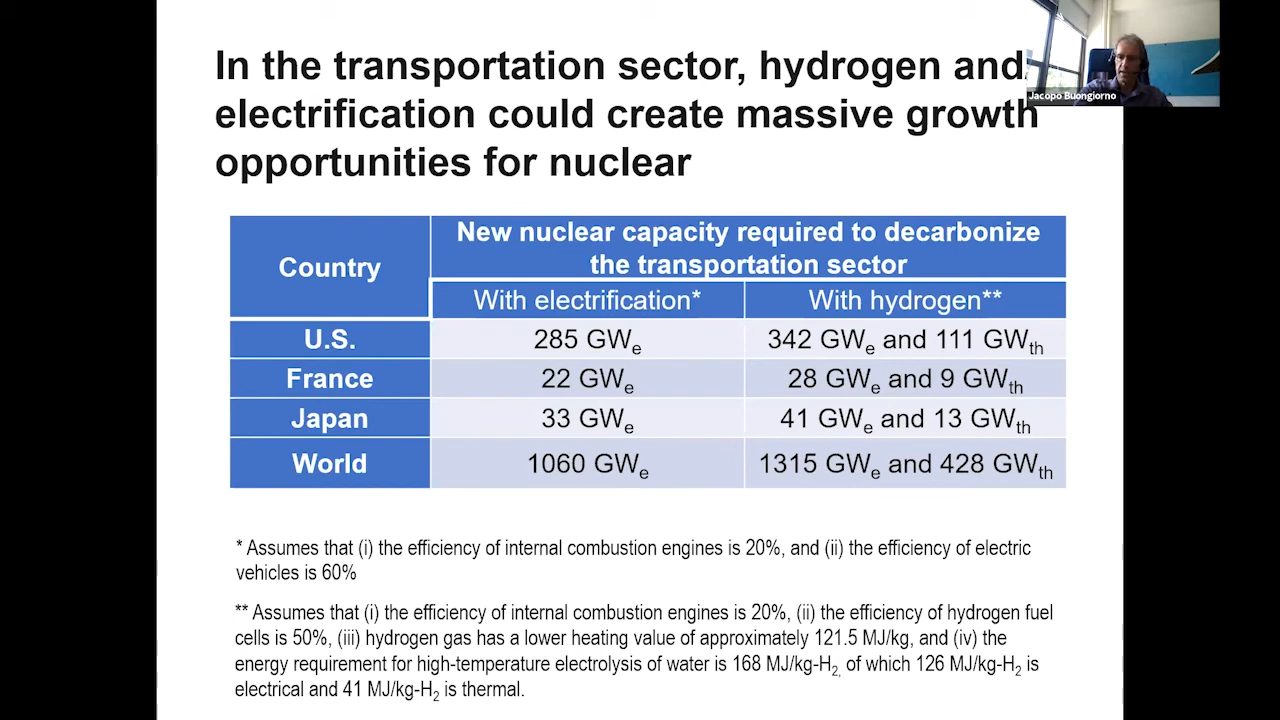 In the transportation sector, hydrogen and
electrification could create massive growth
opportunities for nuclear
Jacopo Buongiorno
Country
New nuclear capacity required to decarbonize
the transportation sector
With electrification*
With hydrogen**
U.S.
285 GWe
342 GWe and 111 GWth
France
22 GWe
28 GWe and 9 GWth
Japan
33 GWe
41 GWe and 13 GWth
World
1060 GWe
1315 GWe and 428 GWth
* Assumes that (i) the efficiency of internal combustion engines is 20%, and (ii) the efficiency of electric
vehicles is 60%
** Assumes that (i) the efficiency of internal combustion engines is 20%, (ii) the efficiency of hydrogen fuel
cells is 50%, (iii) hydrogen gas has a lower heating value of approximately 121.5 MJ/kg, and (iv) the
energy requirement for high-temperature electrolysis of water is 168 MJ/kg-H2, of which 126 MJ/kg-H2 is
electrical and 41 MJ/kg-H2 is thermal.